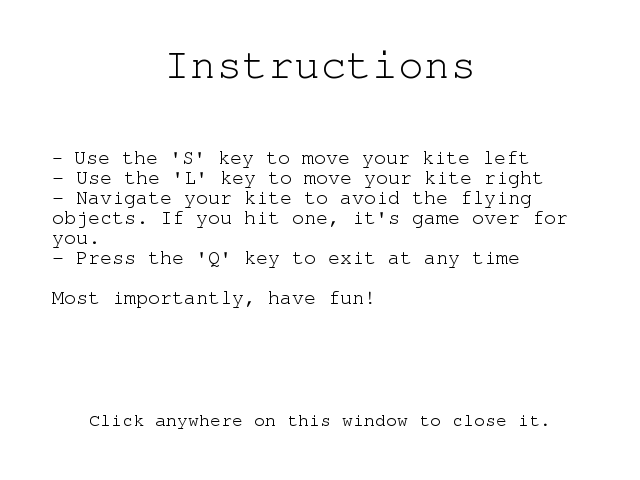 Instructions
- Use the 'S' key to move your kite left
- Use the 'L' key to move your kite right
- Navigate your kite to avoid the flying
objects. If you hit one, it's game over for
you.
- Press the 'Q' key to exit at any time
Most importantly, have fun!
Click anywhere on this window to close it.